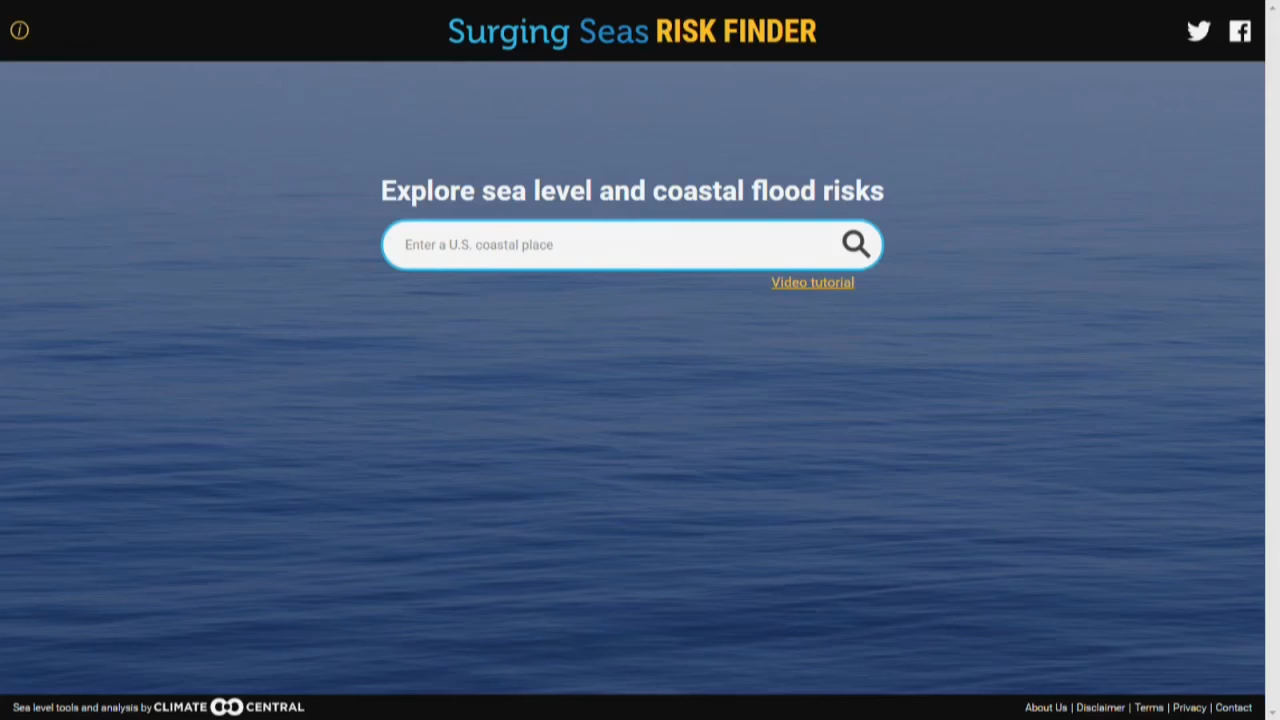 Surging Seas RISK FINDER
Explore sea level and coastal flood risks
Enter a U.S. coastal place
Video tutorial
Sea level tools and analysis by CLIMATE CENTRAL
About Us | Disclaimer | Terms | Privacy | Contact